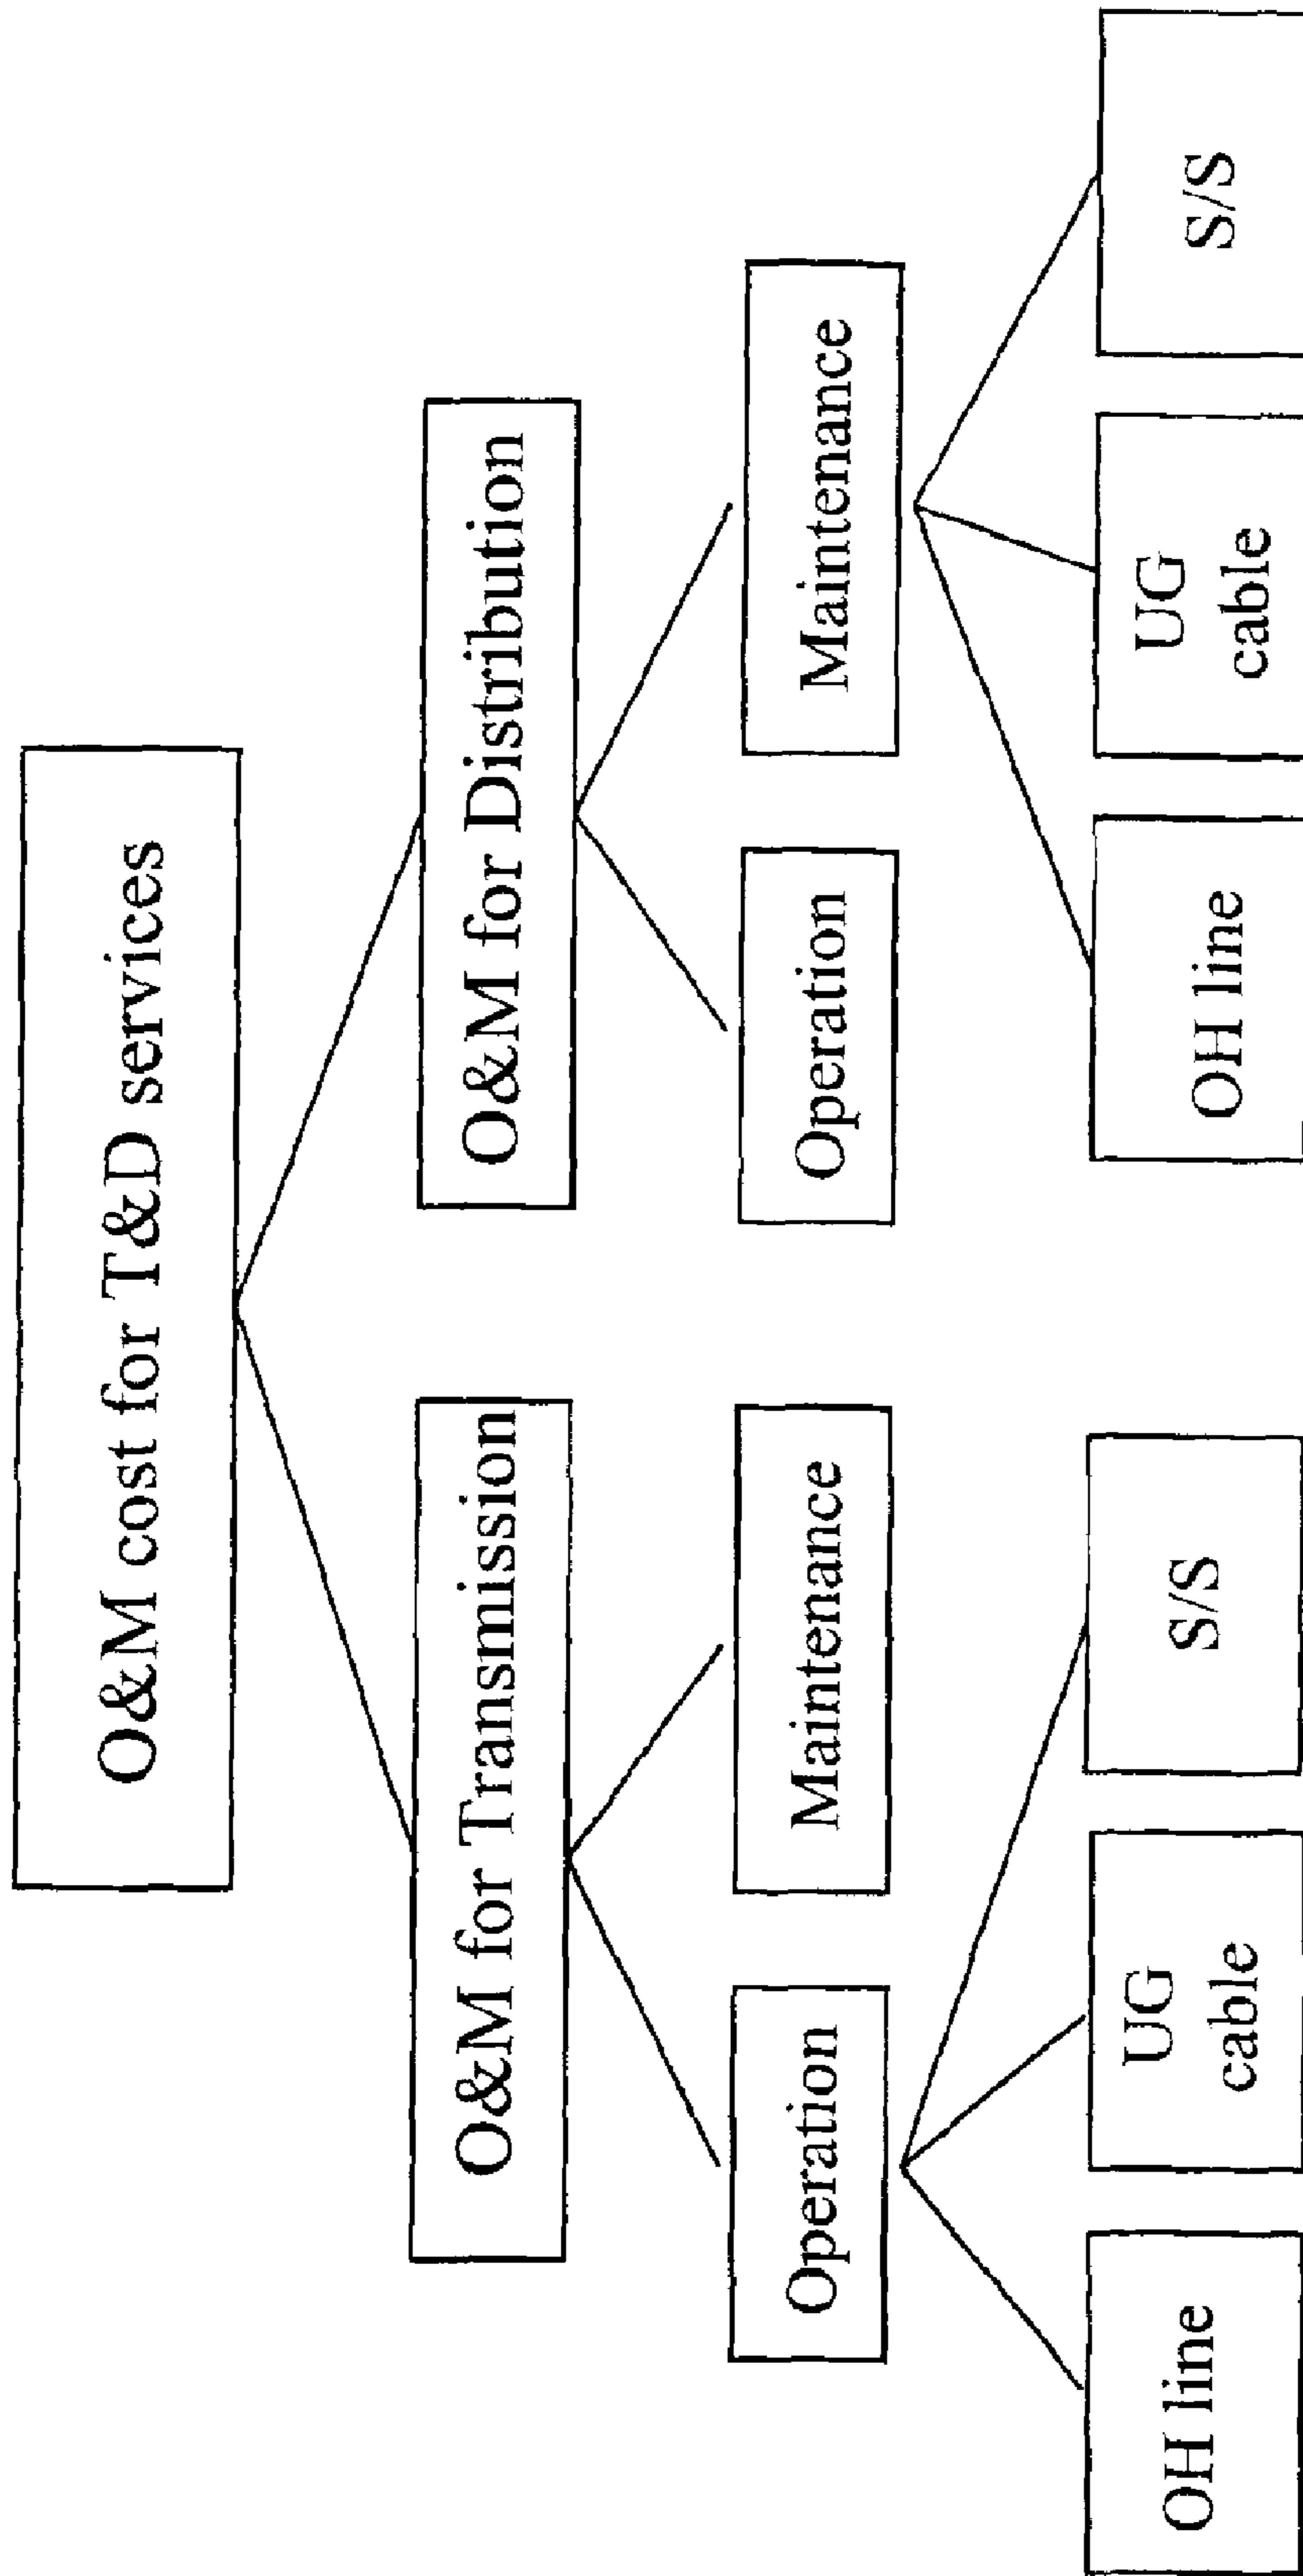 O&M cost for T&D services
O&M for Transmission
O&M for Distribution
Operation
Maintenance
Operation
Maintenance
OH line
UG
cable
S/S
OH line
UG
cable
S/S